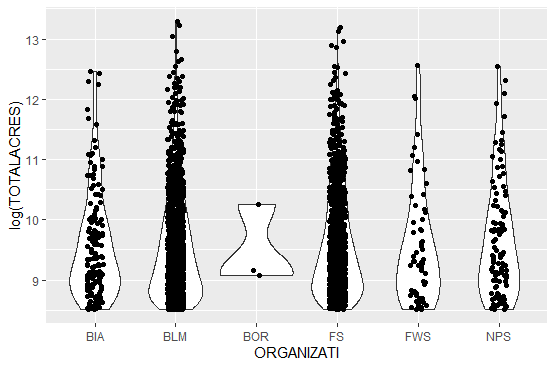 log(TOTALACRES)
13
12
11
10
9
BIA BLM BOR FS FWS NPS
ORGANIZATI